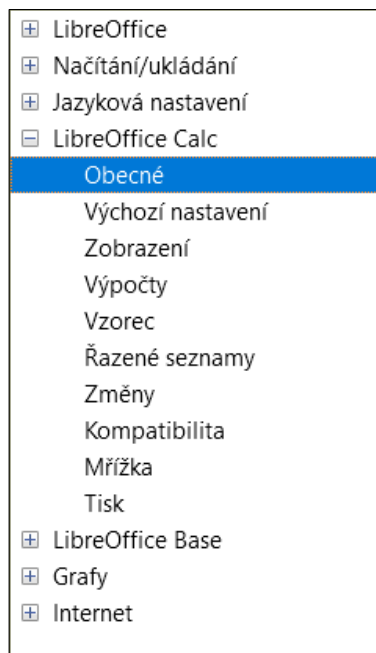 LibreOffice
Načítání/ukládání
Jazyková nastavení
LibreOffice Calc
Obecné
Výchozí nastavení
Zobrazení
Výpočty
Vzorec
Řazené seznamy
Změny
Kompatibilita
Mřížka
Tisk
LibreOffice Base
Grafy
Internet